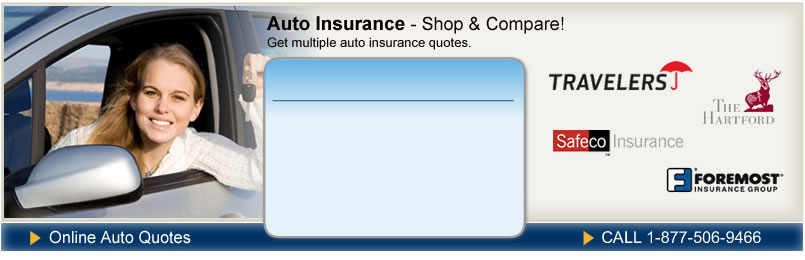 Auto Insurance - Shop & Compare!
Get multiple auto insurance quotes.
TRAVELERS
THE
HARTFORD
Safeco Insurance
TM
FOREMOST®
INSURANCE GROUP
Online Auto Quotes
CALL 1-877-506-9466